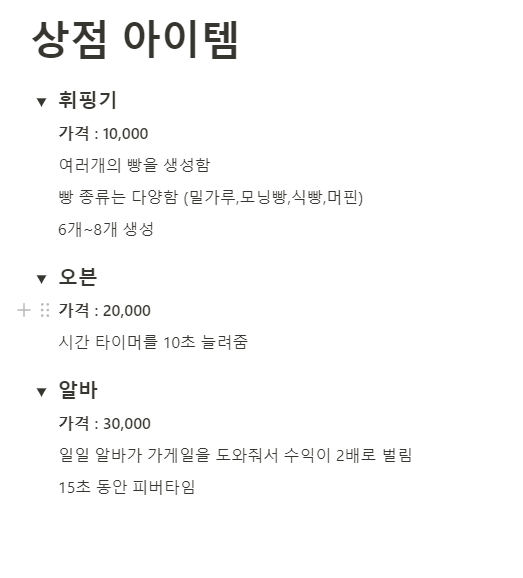 상점 아이템
휘핑기
가격 : 10,000
여러개의 빵을 생성함
빵 종류는 다양함 (밀가루,모닝빵,식빵,머핀)
6개~8개 생성
오븐
가격 : 20,000
시간 타이머를 10초 늘려줌
알바
가격 : 30,000
일일 알바가 가게일을 도와줘서 수익이 2배로 벌림
15초 동안 피버타임